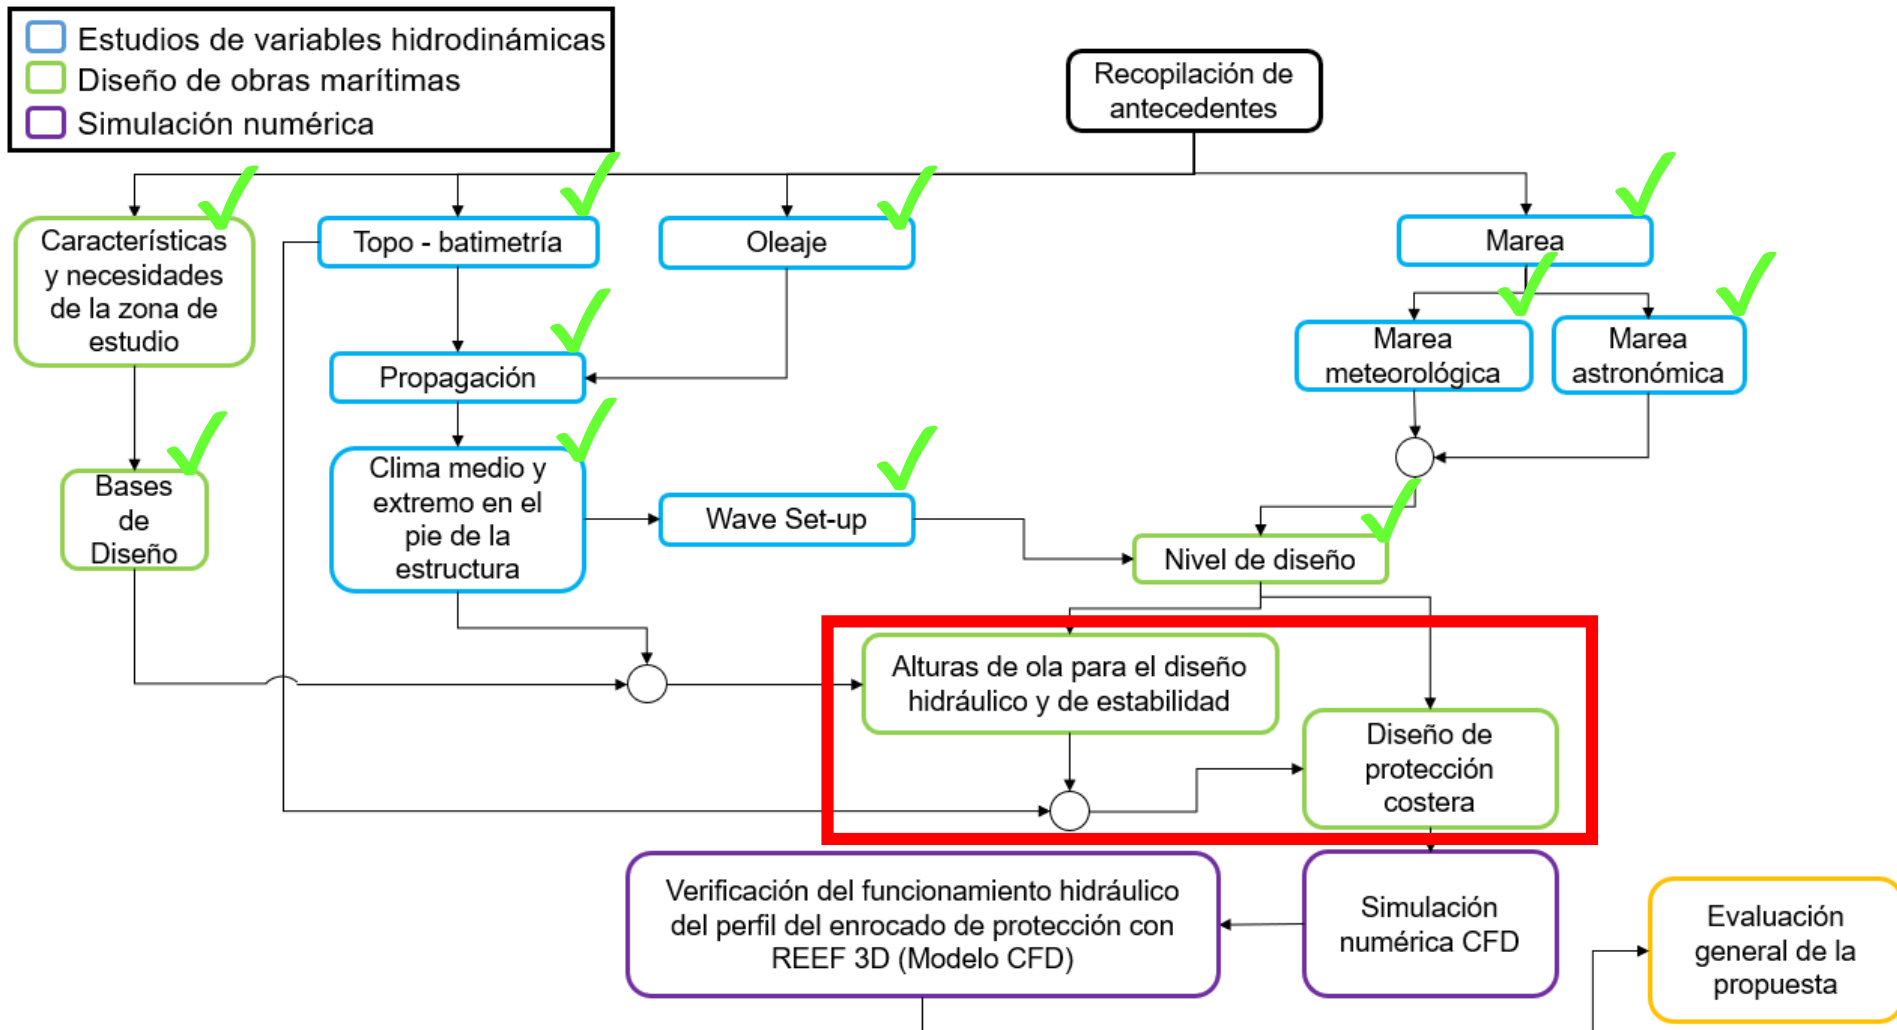 Estudios de variables hidrodinámicas
Diseño de obras marítimas
Simulación numérica
Recopilación de
antecedentes
Características
y necesidades
de la zona de
estudio
Topo - batimetría
Oleaje
Marea
Marea
meteorológica
Marea
astronómica
Propagación
Bases
de
Diseño
Clima medio y
extremo en el
pie de la
estructura
Wave Set-up
Nivel de diseño
Alturas de ola para el diseño
hidráulico y de estabilidad
Diseño de
protección
costera
Verificación del funcionamiento hidráulico
del perfil del enrocado de protección con
REEF 3D (Modelo CFD)
Simulación
numérica CFD
Evaluación
general de la
propuesta